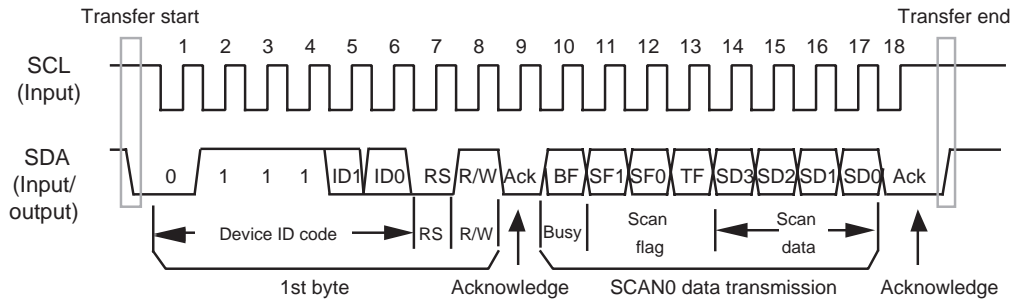 Transfer start
Transfer end
1 2 3 4 5 6 7 8 9 10 11 12 13 14 15 16 17 18
SCL
(Input)
SDA
(Input/
output)
0 1 1 1 ID1 ID0 RS R/W Ack BF SF1 SF0 TF SD3 SD2 SD1 SD0 Ack
Device ID code RS R/W Busy Scan flag Scan data
1st byte Acknowledge SCAN0 data transmission Acknowledge